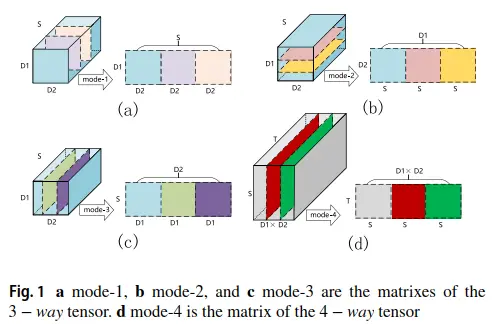 S
D1
D2
mode-1
S
D1
D2 D2 D2
(a)
S
D1
D2
mode-2
D1
D2
S S S
(b)
S
D1
D2
mode-3
D2
S
D1 D1 D1
(c)
T
S
D1× D2
mode-4
D1× D2
T
S S S
(d)
Fig. 1 a mode-1, b mode-2, and c mode-3 are the matrixes of the
3 − way tensor. d mode-4 is the matrix of the 4 − way tensor